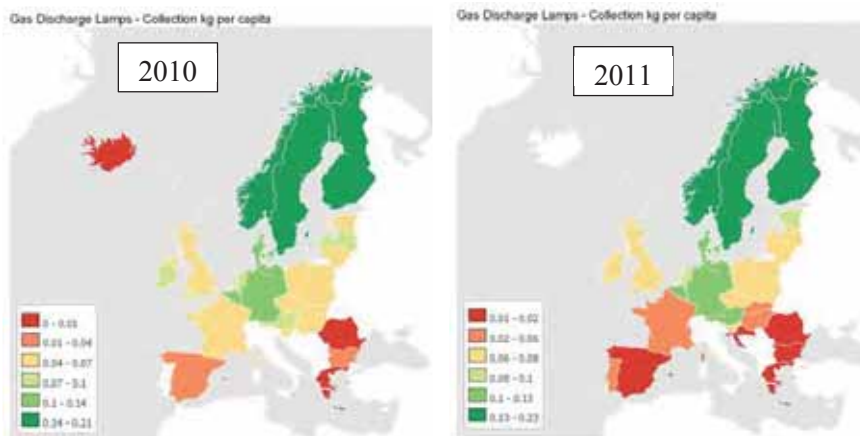 Gas Discharge Lamps - Collection kg per capita
2010
0 - 0.01
0.01 - 0.04
0.04 - 0.07
0.07 - 0.1
0.1 - 0.14
0.14 - 0.21
Gas Discharge Lamps - Collection kg per capita
2011
0.01 - 0.02
0.02 - 0.06
0.06 - 0.08
0.08 - 0.1
0.1 - 0.13
0.13 - 0.23